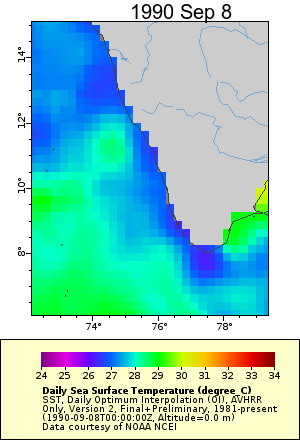 1990 Sep 8
14°
12°
10°
8°
74° 76° 78°
24 25 26 27 28 29 30 31 32 33 34
Daily Sea Surface Temperature (degree_C)
SST, Daily Optimum Interpolation (OI), AVHRR
Only, Version 2, Final+Preliminary, 1981-present
(1990-09-08T00:00:00Z, Altitude=0.0 m)
Data courtesy of NOAA NCEI